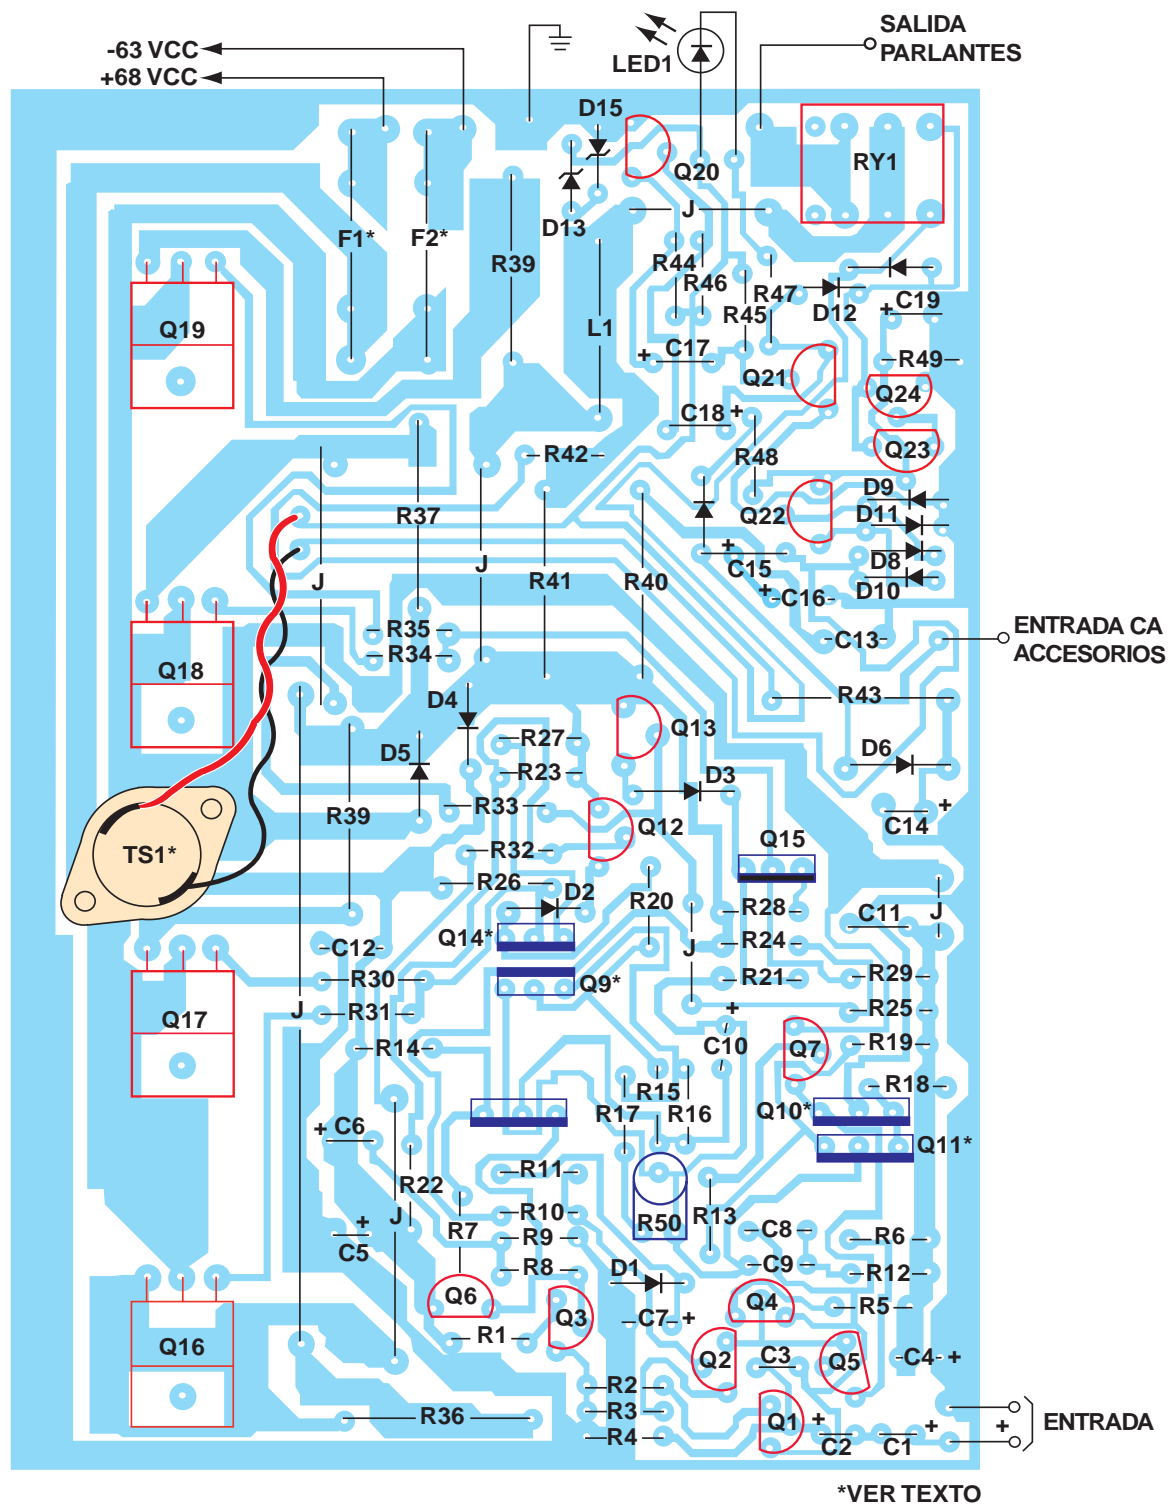 -63 VCC
+68 VCC
LED1
SALIDA
PARLANTES
D15
Q20
RY1
D13
J
F1*
F2*
R39
R44
R46
R47
R45
D12
C19
Q19
L1
+
C17
+
R49
Q21
Q24
C18
+
Q23
R42
R48
D9
R37
Q22
D11
+
C15
D8
J
J
R41
R40
+
C16
D10
R35
C13
ENTRADA CA
ACCESORIOS
R34
Q18
D4
R43
Q13
R27
D5
D6
R23
D3
R33
+
C14
R39
Q12
Q15
TS1*
R32
R26
D2
R20
R28
C11
J
Q14*
R24
J
C12
R30
Q9*
R21
R29
Q17
J
R31
+
R25
R14
C10
Q7
R19
R15
R18
R17
R16
Q10*
+
C6
Q11*
R11
R22
J
R7
R10
R50
R13
C8
R6
+
C5
R9
C9
R8
D1
R12
Q6
Q3
C7
+
Q4
R5
Q16
R1
Q2
C3
Q5
C4
+
R2
R36
R3
Q1
+
C2
+
C1
+
ENTRADA
R4
*VER TEXTO